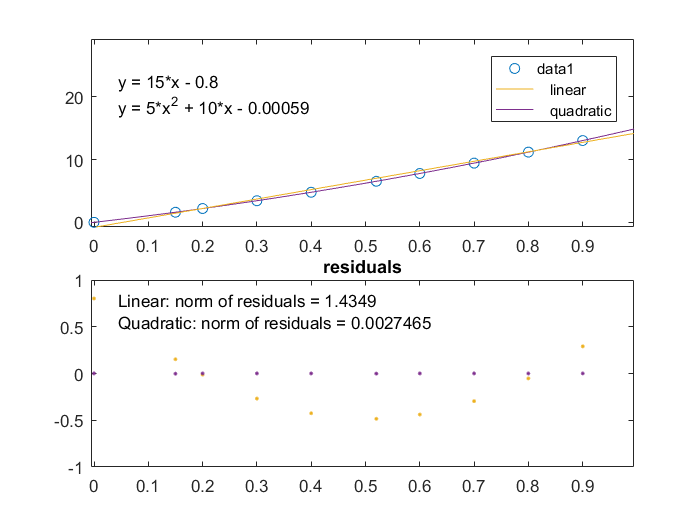 y = 15*x - 0.8
y = 5*x² + 10*x - 0.00059
data1
linear
quadratic
20
10
0
0 0.1 0.2 0.3 0.4 0.5 0.6 0.7 0.8 0.9
residuals
Linear: norm of residuals = 1.4349
Quadratic: norm of residuals = 0.0027465
1
0.5
0
-0.5
-1
0 0.1 0.2 0.3 0.4 0.5 0.6 0.7 0.8 0.9